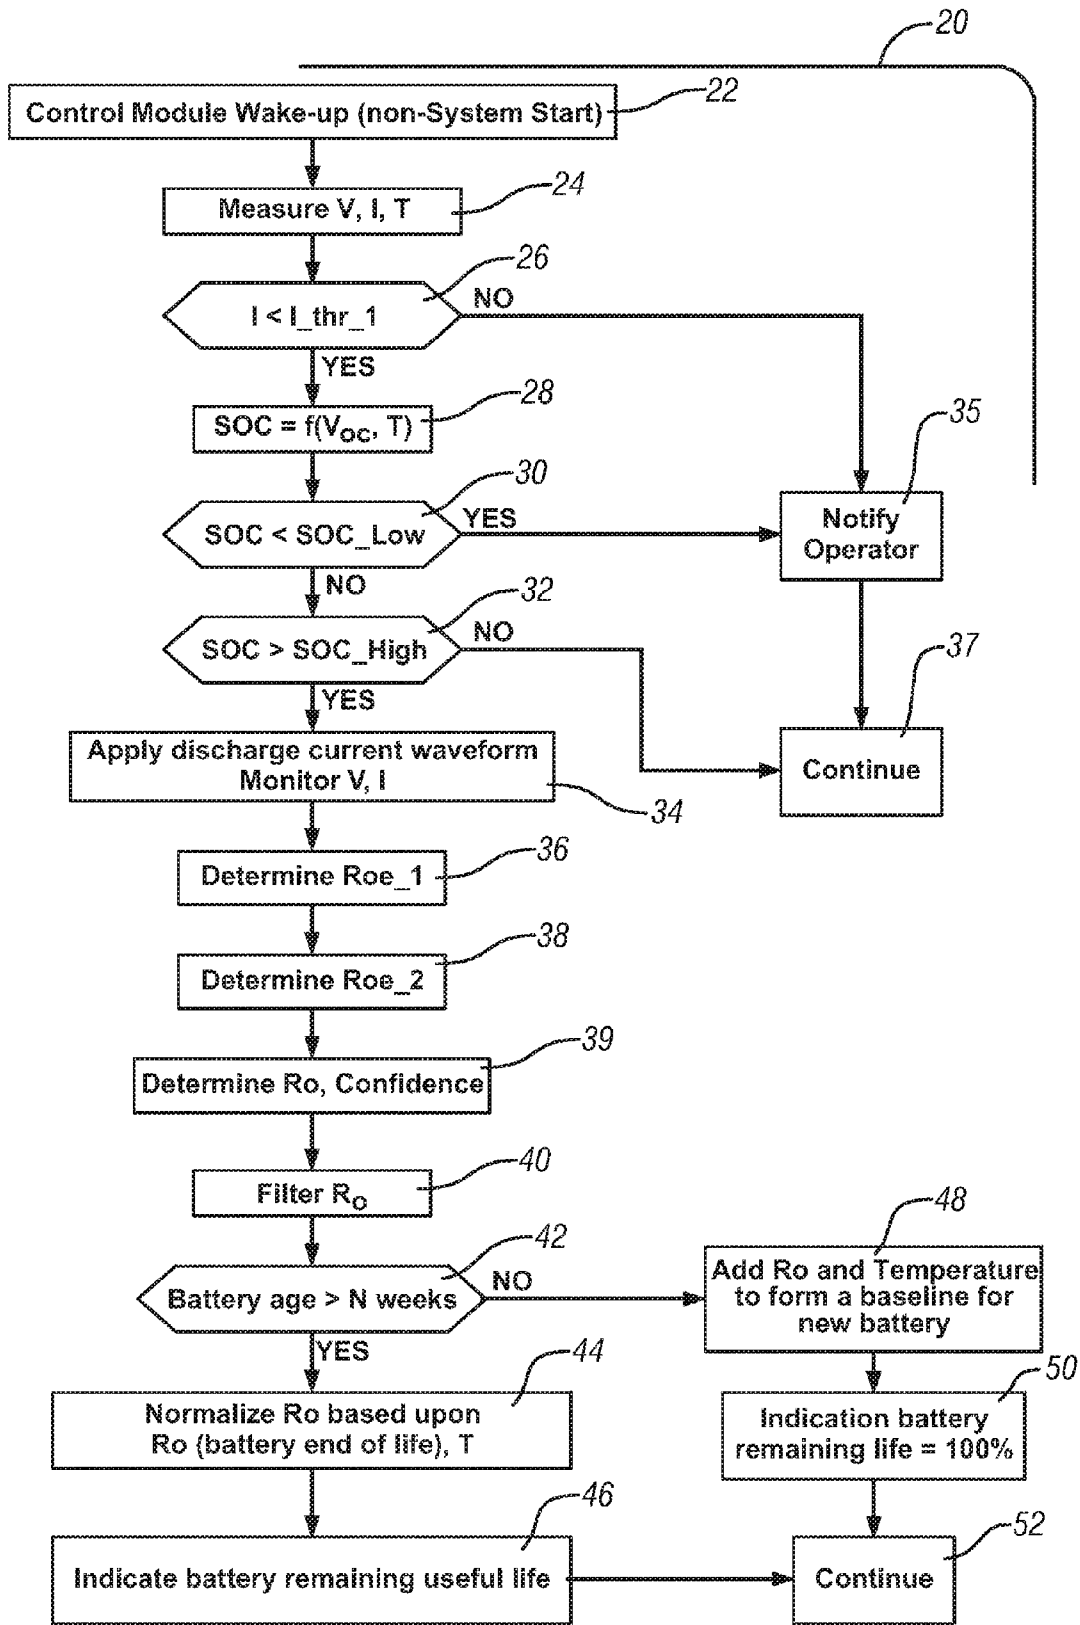 20
22
Control Module Wake-up (non-System Start)
24
Measure V, I, T
26
I < I_thr_1
NO
YES
28
SOC = f(Voc, T)
35
30
SOC < SOC_Low
YES
Notify
Operator
NO
32
SOC > SOC_High
NO
37
YES
Apply discharge current waveform
Monitor V, I
Continue
34
36
Determine Roe_1
38
Determine Roe_2
39
Determine Ro, Confidence
40
Filter Ro
48
42
Battery age > N weeks
NO
Add Ro and Temperature
to form a baseline for
new battery
YES
44
50
Normalize Ro based upon
Ro (battery end of life), T
Indication battery
remaining life = 100%
46
52
Indicate battery remaining useful life
Continue